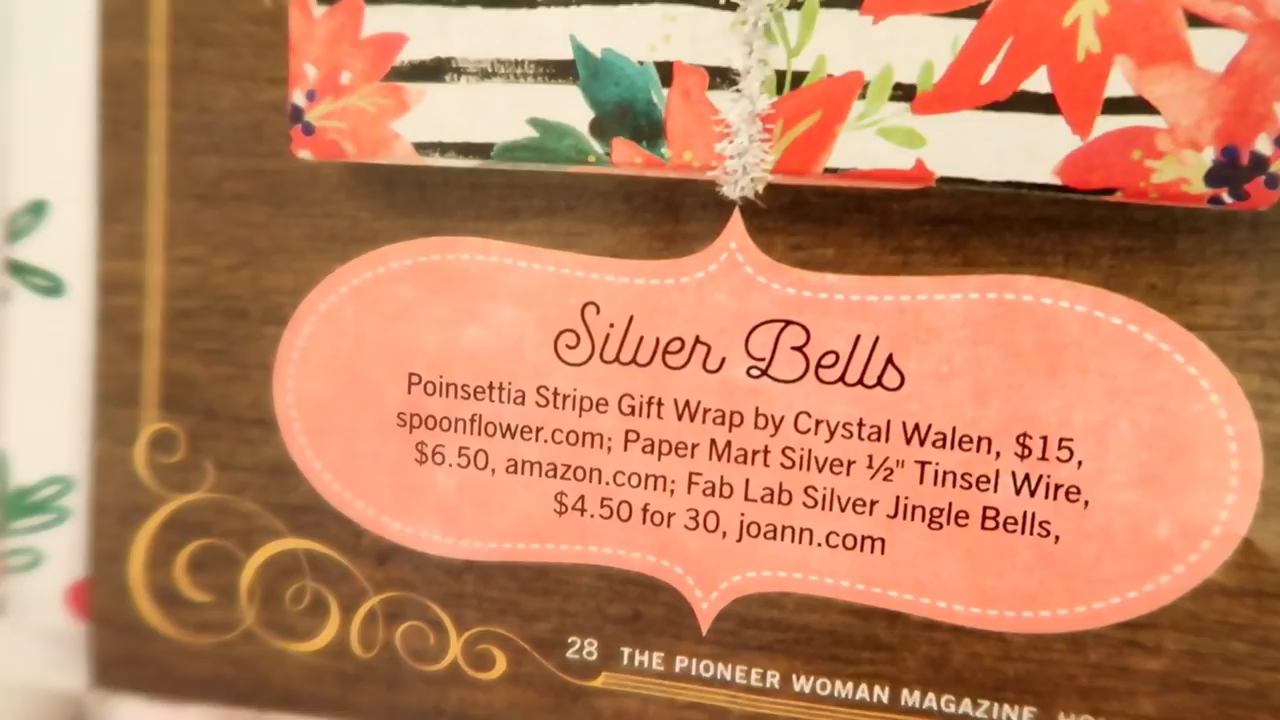 Silver Bells
Poinsettia Stripe Gift Wrap by Crystal Walen, $15,
spoonflower.com; Paper Mart Silver ½" Tinsel Wire,
$6.50, amazon.com; Fab Lab Silver Jingle Bells,
$4.50 for 30, joann.com
28 THE PIONEER WOMAN MAGAZINE